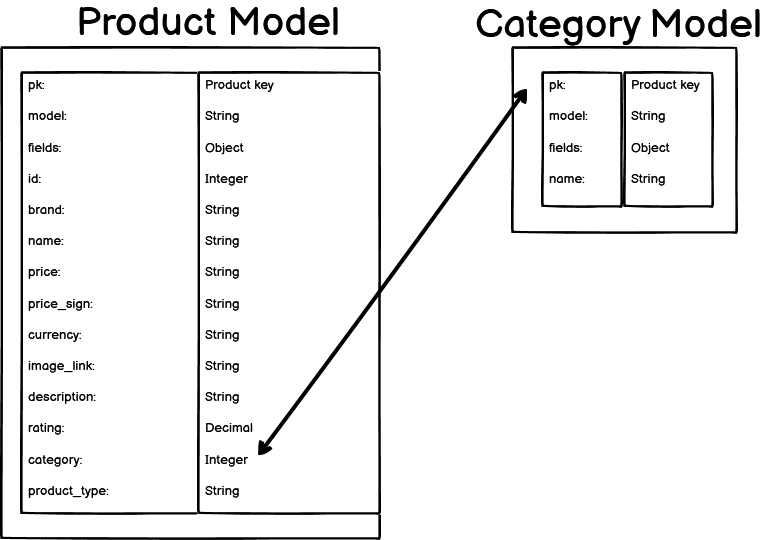 Product Model
pk: Product key
model: String
fields: Object
id: Integer
brand: String
name: String
price: String
price_sign: String
currency: String
image_link: String
description: String
rating: Decimal
category: Integer
product_type: String
Category Model
pk: Product key
model: String
fields: Object
name: String